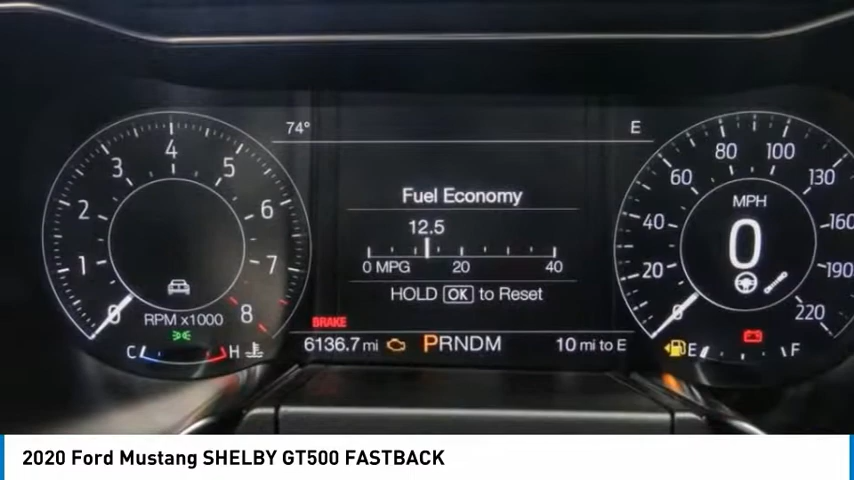 74° E
Fuel Economy
12.5
0 MPG 20 40
HOLD OK to Reset
BRAKE
6136.7 mi PRNDM 10 mi to E
0 1 2 3 4 5 6 7 8
RPM x1000
C H
0 20 40 60 80 100 130 160 190 220
MPH
0
E F
2020 Ford Mustang SHELBY GT500 FASTBACK